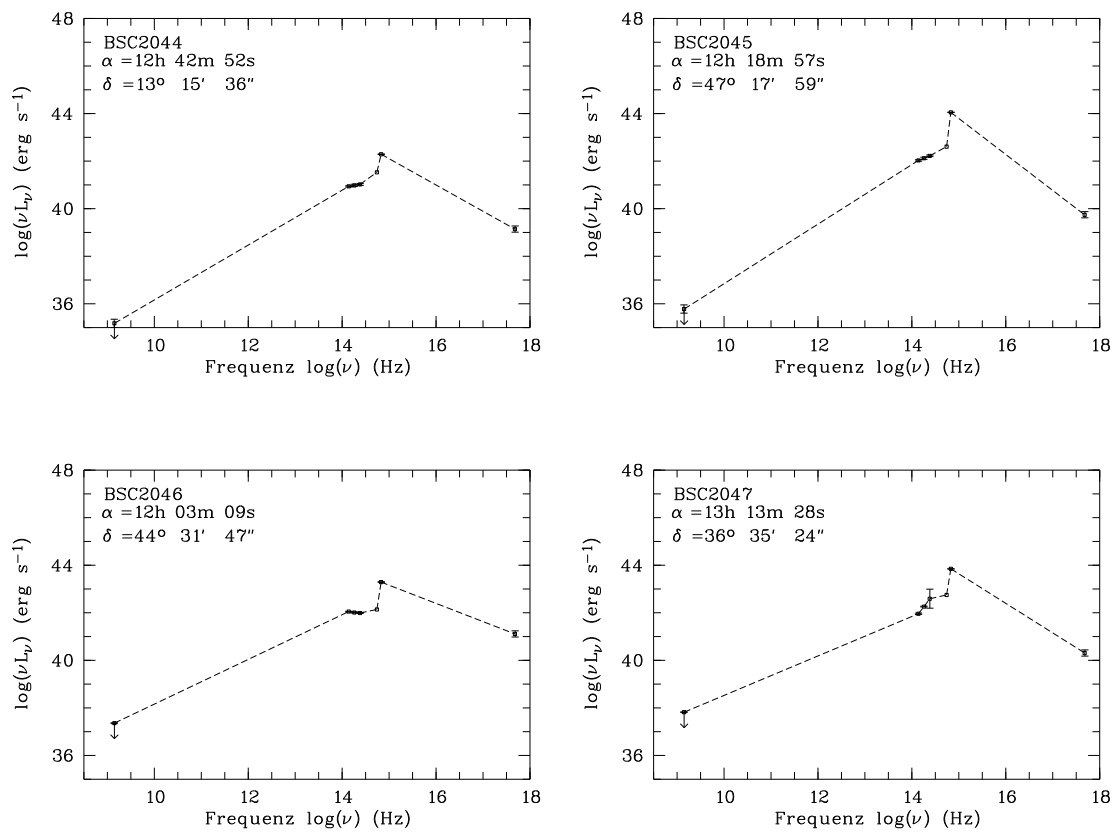 BSC2044
α =12h 42m 52s
δ =13° 15′ 36″
48
44
40
36
log(νLν) (erg s−1)
10 12 14 16 18
Frequenz log(ν) (Hz)
BSC2045
α =12h 18m 57s
δ =47° 17′ 59″
48
44
40
36
log(νLν) (erg s−1)
10 12 14 16 18
Frequenz log(ν) (Hz)
BSC2046
α =12h 03m 09s
δ =44° 31′ 47″
48
44
40
36
log(νLν) (erg s−1)
10 12 14 16 18
Frequenz log(ν) (Hz)
BSC2047
α =13h 13m 28s
δ =36° 35′ 24″
48
44
40
36
log(νLν) (erg s−1)
10 12 14 16 18
Frequenz log(ν) (Hz)